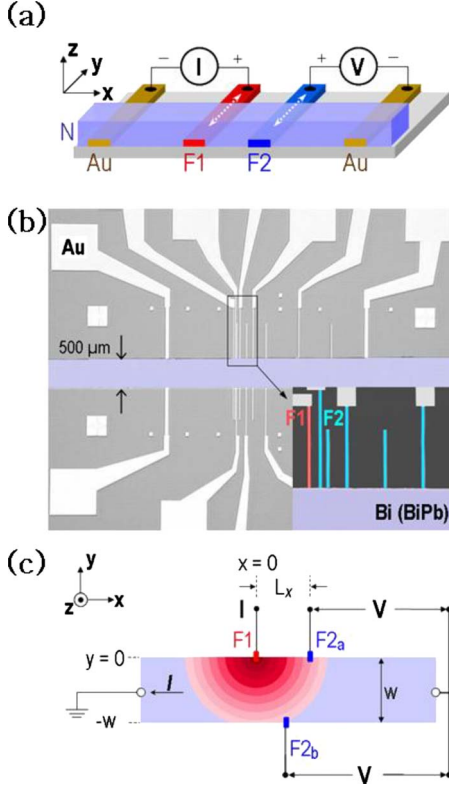 (a)
z
y
x
− I +
+ V −
N
Au F1 F2 Au
(b)
Au
500 μm
F1 F2
Bi (BiPb)
(c)
y
z x
x = 0
Lₓ
I V
F1 F2ₐ
y = 0
I w
-w
F2b
V